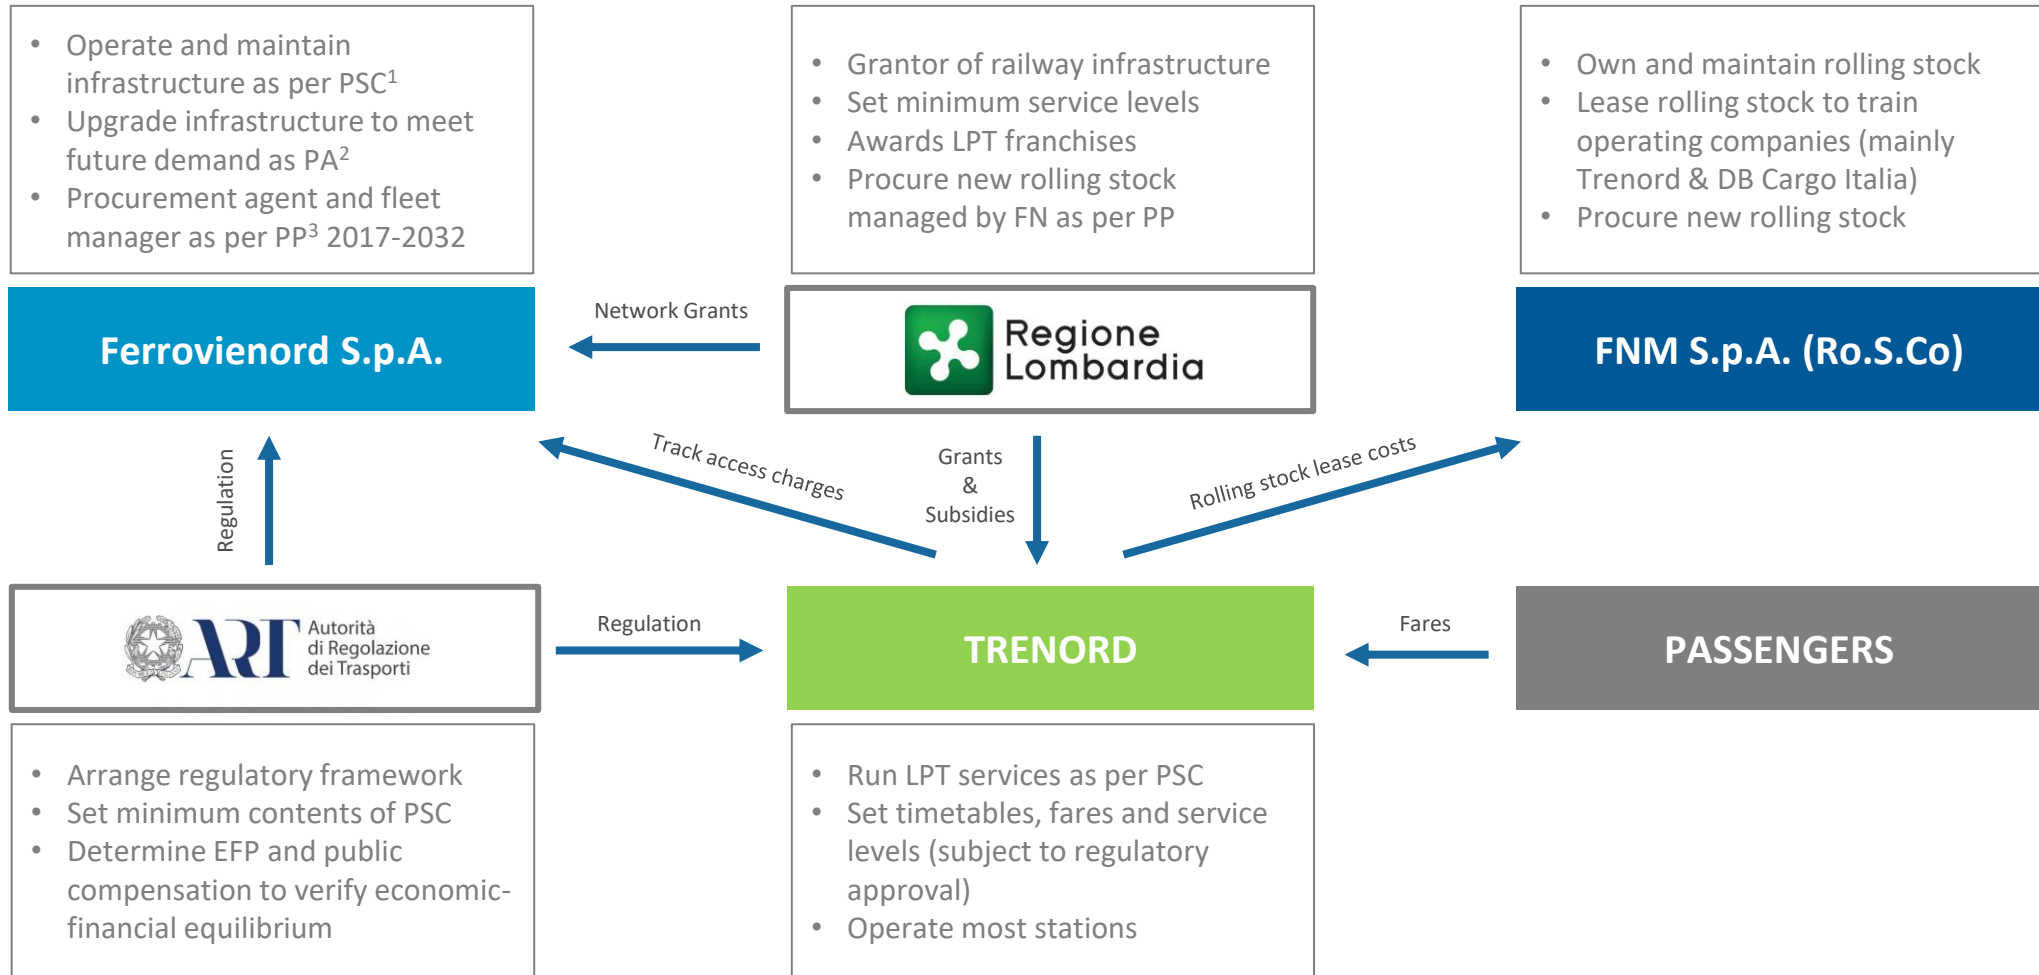 • Operate and maintain
infrastructure as per PSC1
• Upgrade infrastructure to meet
future demand as PA2
• Procurement agent and fleet
manager as per PP3 2017-2032
• Grantor of railway infrastructure
• Set minimum service levels
• Awards LPT franchises
• Procure new rolling stock
managed by FN as per PP
• Own and maintain rolling stock
• Lease rolling stock to train
operating companies (mainly
Trenord & DB Cargo Italia)
• Procure new rolling stock
Ferrovienord S.p.A.
Network Grants
Regione
Lombardia
FNM S.p.A. (Ro.S.Co)
Regulation
Track access charges
Grants
&
Subsidies
Rolling stock lease costs
ART
Autorità
di Regolazione
dei Trasporti
Regulation
TRENORD
Fares
PASSENGERS
• Arrange regulatory framework
• Set minimum contents of PSC
• Determine EFP and public
compensation to verify economic-
financial equilibrium
• Run LPT services as per PSC
• Set timetables, fares and service
levels (subject to regulatory
approval)
• Operate most stations